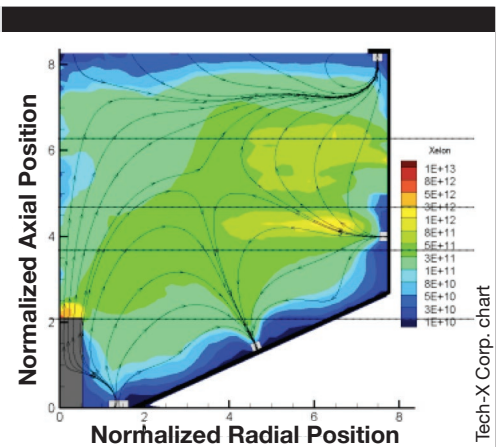 Normalized Axial Position
8
6
4
2
0
0
2
4
6
8
Normalized Radial Position
XeIon
1E+13
8E+12
5E+12
3E+12
1E+12
8E+11
5E+11
3E+11
1E+11
8E+10
5E+10
3E+10
1E+10
Tech-X Corp. chart